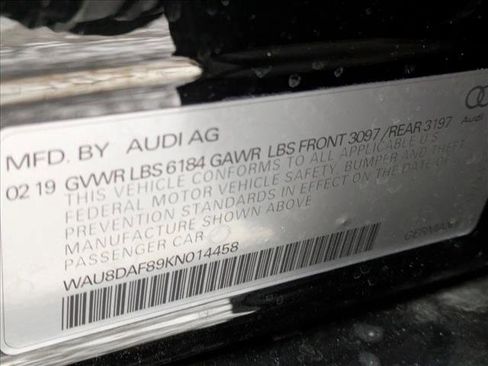 MFD. BY AUDI AG
02 19 GVWR LBS 6184 GAWR LBS FRONT 3097 / REAR 3197
THIS VEHICLE CONFORMS TO ALL APPLICABLE U.S.
FEDERAL MOTOR VEHICLE SAFETY, BUMPER AND THEFT
PREVENTION STANDARDS IN EFFECT ON THE DATE OF
MANUFACTURE SHOWN ABOVE
PASSENGER CAR
WAU8DAF89KN014458
GERMANY
Audi